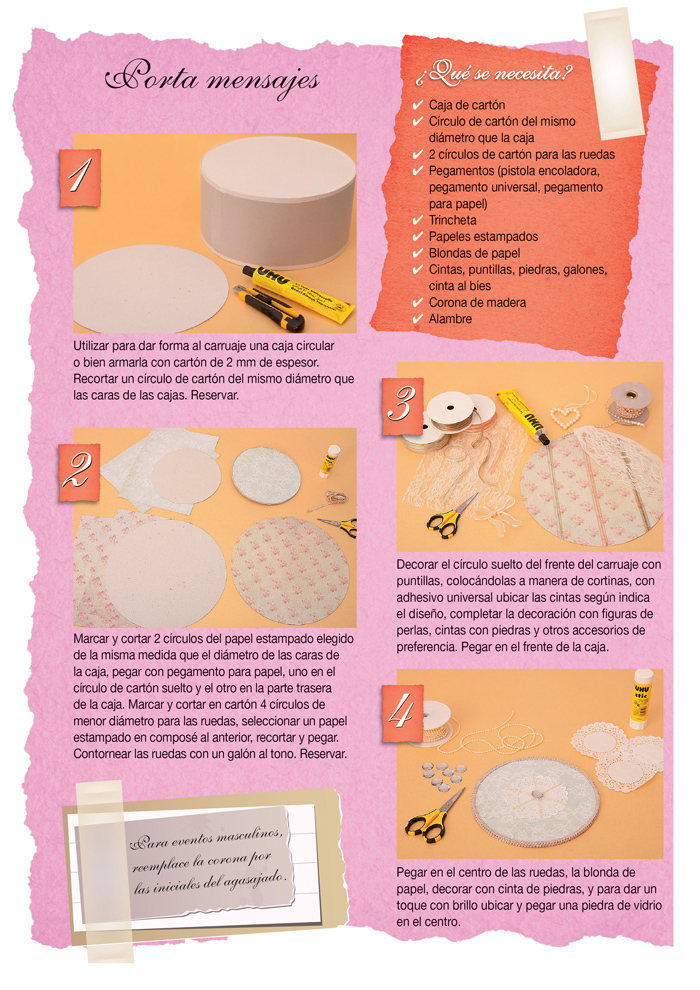 Porta mensajes
¿Qué se necesita?
✔ Caja de cartón
✔ Círculo de cartón del mismo
diámetro que la caja
✔ 2 círculos de cartón para las ruedas
✔ Pegamentos (pistola encoladora,
pegamento universal, pegamento
para papel)
✔ Trincheta
✔ Papeles estampados
✔ Blondas de papel
✔ Cintas, puntillas, piedras, galones,
cinta al bies
✔ Corona de madera
✔ Alambre
1
UHU
Utilizar para dar forma al carruaje una caja circular
o bien armarla con cartón de 2 mm de espesor.
Recortar un círculo de cartón del mismo diámetro que
las caras de las cajas. Reservar.
2
Marcar y cortar 2 círculos del papel estampado elegido
de la misma medida que el diámetro de las caras de
la caja, pegar con pegamento para papel, uno en el
círculo de cartón suelto y el otro en la parte trasera
de la caja. Marcar y cortar en cartón 4 círculos de
menor diámetro para las ruedas, seleccionar un papel
estampado en composé al anterior, recortar y pegar.
Contornear las ruedas con un galón al tono. Reservar.
Para eventos masculinos,
reemplace la corona por
las iniciales del agasajado.
3
UHU
Decorar el círculo suelto del frente del carruaje con
puntillas, colocándolas a manera de cortinas, con
adhesivo universal ubicar las cintas según indica
el diseño, completar la decoración con figuras de
perlas, cintas con piedras y otros accesorios de
preferencia. Pegar en el frente de la caja.
4
UHU
stic
Pegar en el centro de las ruedas, la blonda de
papel, decorar con cinta de piedras, y para dar un
toque con brillo ubicar y pegar una piedra de vidrio
en el centro.